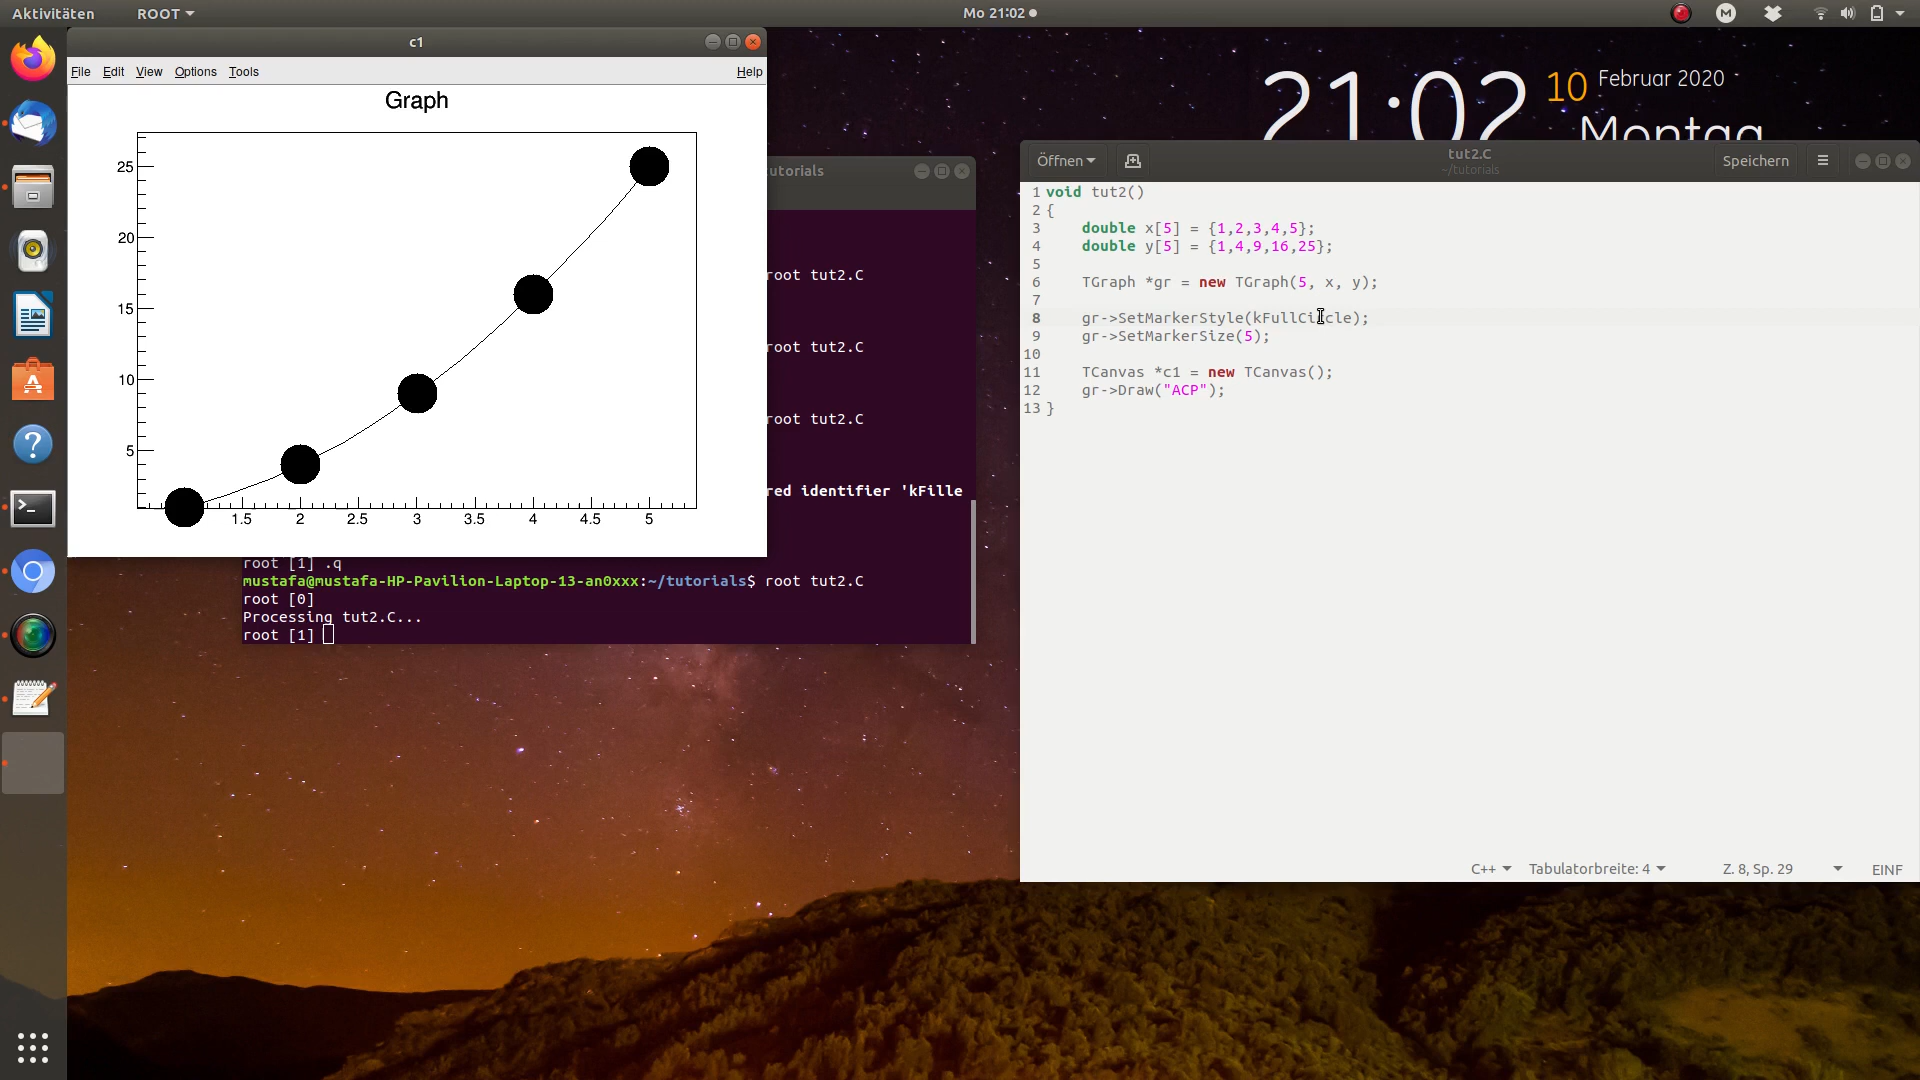 Aktivitäten ROOT Mo 21:02
c1
File Edit View Options Tools Help
Graph
25
20
15
10
5
1.5 2 2.5 3 3.5 4 4.5 5
21:02 10 Februar 2020
Montag
utorials
root tut2.C
root tut2.C
root tut2.C
red identifier 'kFille
root [1] .q
mustafa@mustafa-HP-Pavilion-Laptop-13-an0xxx:~/tutorials$ root tut2.C
root [0]
Processing tut2.C...
root [1]
Öffnen tut2.C Speichern
~/tutorials
1 void tut2()
2 {
3 double x[5] = {1,2,3,4,5};
4 double y[5] = {1,4,9,16,25};
5
6 TGraph *gr = new TGraph(5, x, y);
7
8 gr->SetMarkerStyle(kFullCircle);
9 gr->SetMarkerSize(5);
10
11 TCanvas *c1 = new TCanvas();
12 gr->Draw("ACP");
13 }
C++ Tabulatorbreite: 4 Z. 8, Sp. 29 EINF